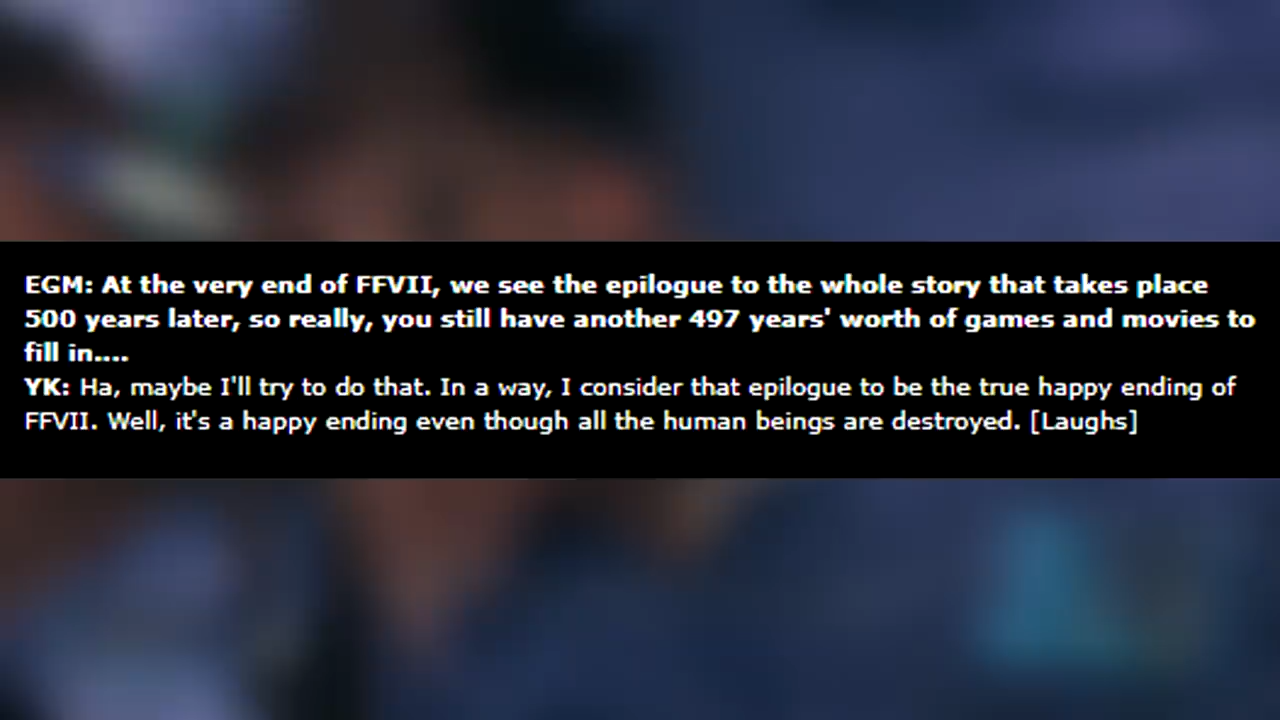 EGM: At the very end of FFVII, we see the epilogue to the whole story that takes place
500 years later, so really, you still have another 497 years' worth of games and movies to
fill in....
YK: Ha, maybe I'll try to do that. In a way, I consider that epilogue to be the true happy ending of
FFVII. Well, it's a happy ending even though all the human beings are destroyed. [Laughs]